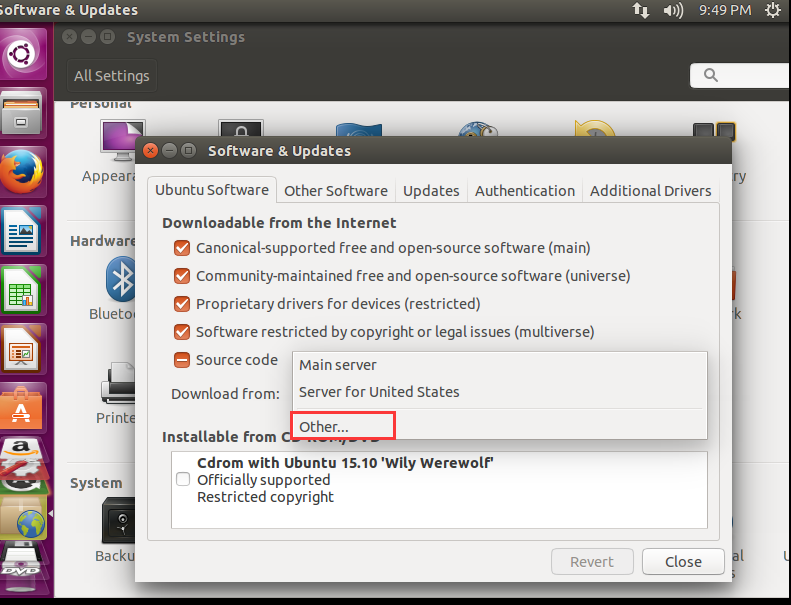 Software & Updates
9:49 PM
System Settings
All Settings
Personal
Appeara
ry
Software & Updates
Ubuntu Software
Other Software
Updates
Authentication
Additional Drivers
Downloadable from the Internet
Canonical-supported free and open-source software (main)
Community-maintained free and open-source software (universe)
Proprietary drivers for devices (restricted)
Software restricted by copyright or legal issues (multiverse)
Source code
Download from:
Main server
Server for United States
Other...
Installable from CD-ROM/DVD
Cdrom with Ubuntu 15.10 'Wily Werewolf'
Officially supported
Restricted copyright
Revert
Close
Hardware
Bluetoo
rk
Printe
System
Backu
al
s
DVD